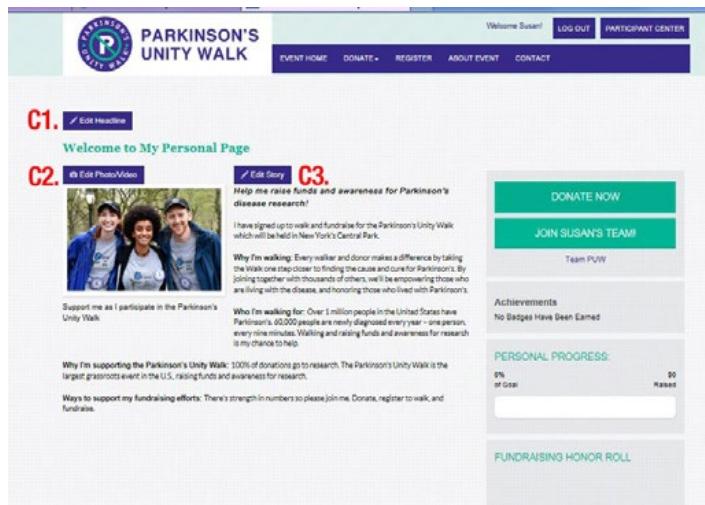 PARKINSON'S
UNITY WALK
PARKINSON'S
UNITY WALK
Welcome Susan!
LOG OUT
PARTICIPANT CENTER
EVENT HOME
DONATE
REGISTER
ABOUT EVENT
CONTACT
C1.
Edit Headline
Welcome to My Personal Page
C2.
Edit Photo/Video
Edit Story
C3.
Help me raise funds and awareness for Parkinson's
disease research!
I have signed up to walk and fundraise for the Parkinson's Unity Walk
which will be held in New York's Central Park.
Why I'm walking: Every walker and donor makes a difference by taking
the Walk one step closer to finding the cause and cure for Parkinson's. By
joining together with thousands of others, we'll be empowering those who
are living with the disease, and honoring those who lived with Parkinson's.
Support me as I participate in the Parkinson's
Unity Walk
Who I'm walking for: Over 1 million people in the United States have
Parkinson's. 60,000 people are newly diagnosed every year – one person,
every nine minutes. Walking and raising funds and awareness for research
is my chance to help.
Why I'm supporting the Parkinson's Unity Walk: 100% of donations go to research. The Parkinson's Unity Walk is the
largest grassroots event in the U.S., raising funds and awareness for research.
Ways to support my fundraising efforts: There's strength in numbers so please join me. Donate, register to walk, and
fundraise.
DONATE NOW
JOIN SUSAN'S TEAM!
Team PUW
Achievements
No Badges Have Been Earned
PERSONAL PROGRESS:
0%
of Goal
$0
Raised
FUNDRAISING HONOR ROLL